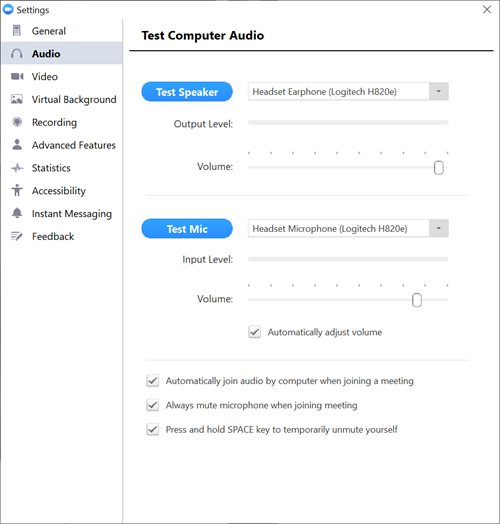 Settings
General
Audio
Video
Virtual Background
Recording
Advanced Features
Statistics
Accessibility
Instant Messaging
Feedback
Test Computer Audio
Test Speaker
Headset Earphone (Logitech H820e)
Output Level:
Volume:
Test Mic
Headset Microphone (Logitech H820e)
Input Level:
Volume:
Automatically adjust volume
Automatically join audio by computer when joining a meeting
Always mute microphone when joining meeting
Press and hold SPACE key to temporarily unmute yourself